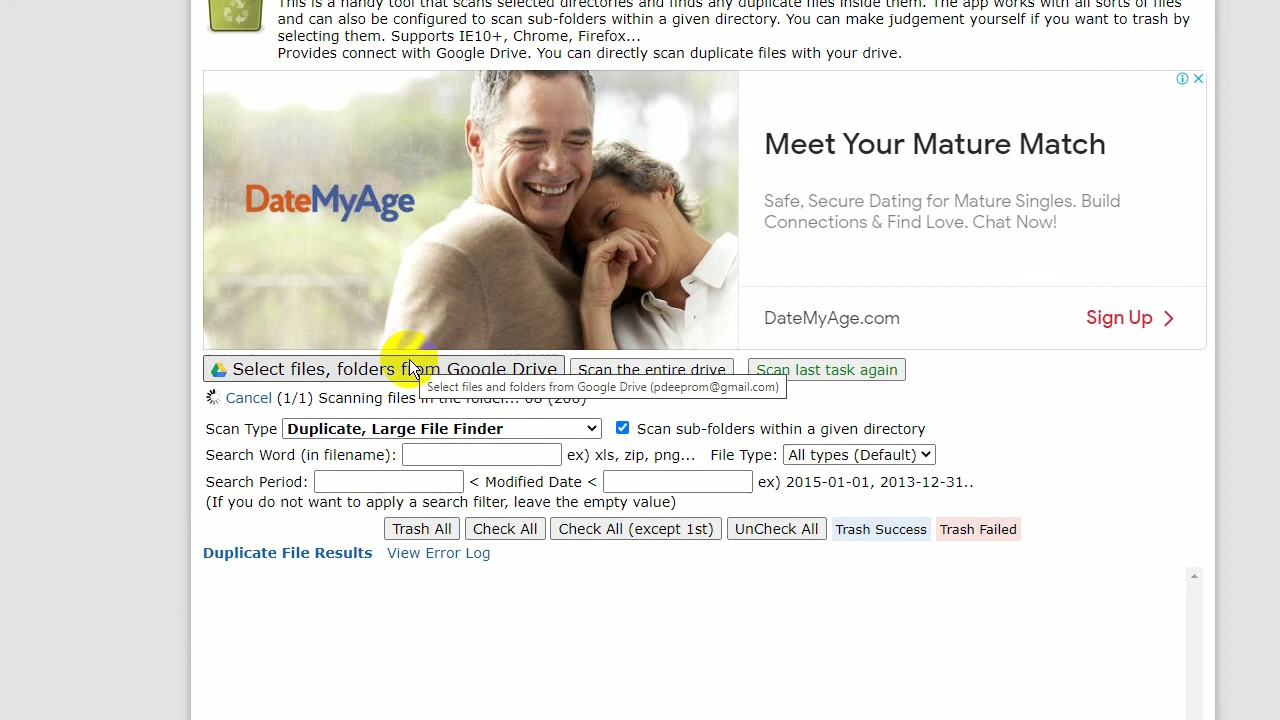 This is a handy tool that scans selected directories and finds any duplicate files inside them. The app works with all sorts of files
and can also be configured to scan sub-folders within a given directory. You can make judgement yourself if you want to trash by
selecting them. Supports IE10+, Chrome, Firefox...
Provides connect with Google Drive. You can directly scan duplicate files with your drive.
DateMyAge
Meet Your Mature Match
Safe, Secure Dating for Mature Singles. Build
Connections & Find Love. Chat Now!
DateMyAge.com Sign Up
Select files, folders from Google Drive Scan the entire drive Scan last task again
Select files and folders from Google Drive (pdeeprom@gmail.com)
Cancel (1/1) Scanning files in the folder...
Scan Type Duplicate, Large File Finder Scan sub-folders within a given directory
Search Word (in filename): ex) xls, zip, png... File Type: All types (Default)
Search Period: < Modified Date < ex) 2015-01-01, 2013-12-31..
(If you do not want to apply a search filter, leave the empty value)
Trash All Check All Check All (except 1st) UnCheck All Trash Success Trash Failed
Duplicate File Results View Error Log